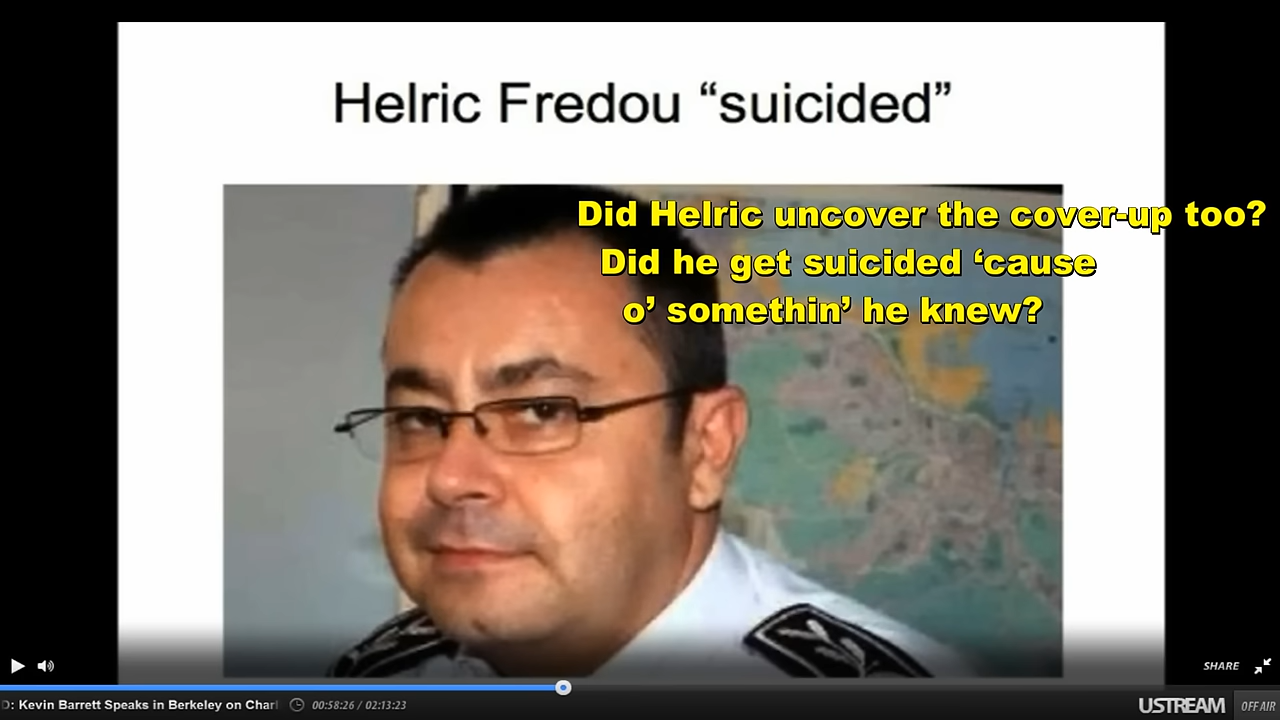 Helric Fredou “suicided”
Did Helric uncover the cover-up too?
Did he get suicided ‘cause
o’ somethin’ he knew?
SHARE
D: Kevin Barrett Speaks in Berkeley on Charl
00:58:26 / 02:13:23
USTREAM
OFF AIR